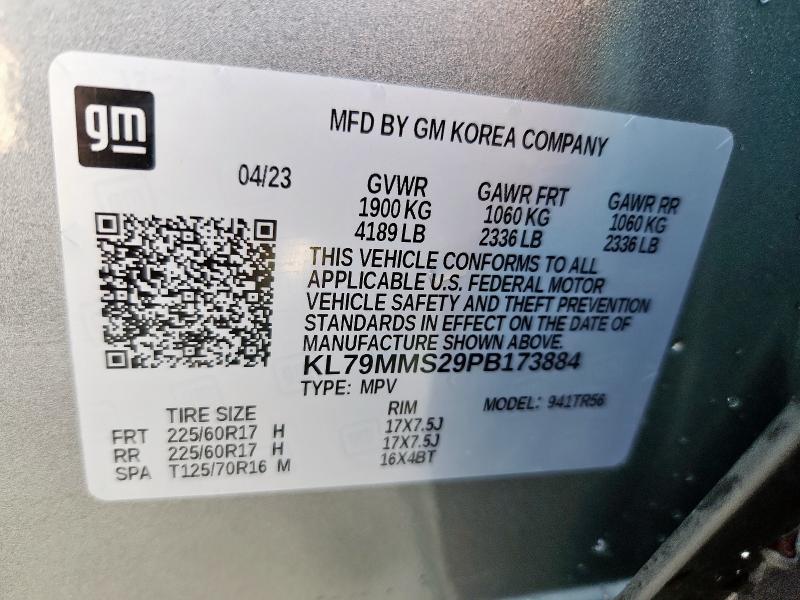 gm
MFD BY GM KOREA COMPANY
04/23
GVWR GAWR FRT GAWR RR
1900 KG 1060 KG 1060 KG
4189 LB 2336 LB 2336 LB
THIS VEHICLE CONFORMS TO ALL
APPLICABLE U.S. FEDERAL MOTOR
VEHICLE SAFETY AND THEFT PREVENTION
STANDARDS IN EFFECT ON THE DATE OF
MANUFACTURE SHOWN ABOVE.
KL79MMS29PB173884
TYPE: MPV MODEL: 941TR56
TIRE SIZE RIM
FRT 225/60R17 H 17X7.5J
RR 225/60R17 H 17X7.5J
SPA T125/70R16 M 16X4BT